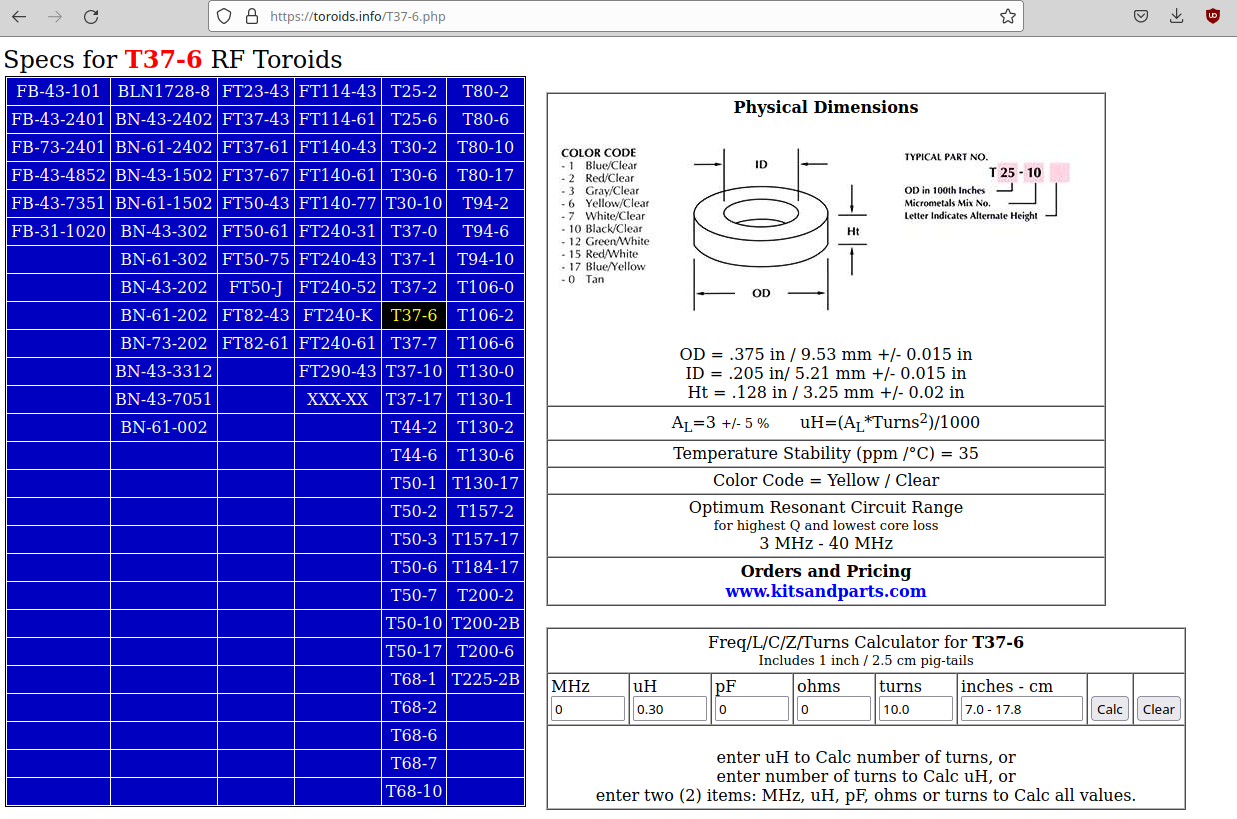 https://toroids.info/T37-6.php
Specs for T37-6 RF Toroids
FB-43-101 BLN1728-8 FT23-43 FT114-43 T25-2 T80-2
FB-43-2401 BN-43-2402 FT37-43 FT114-61 T25-6 T80-6
FB-73-2401 BN-61-2402 FT37-61 FT140-43 T30-2 T80-10
FB-43-4852 BN-43-1502 FT37-67 FT140-61 T30-6 T80-17
FB-43-7351 BN-61-1502 FT50-43 FT140-77 T30-10 T94-2
FB-31-1020 BN-43-302 FT50-61 FT240-31 T37-0 T94-6
BN-61-302 FT50-75 FT240-43 T37-1 T94-10
BN-43-202 FT50-J FT240-52 T37-2 T106-0
BN-61-202 FT82-43 FT240-K T37-6 T106-2
BN-73-202 FT82-61 FT240-61 T37-7 T106-6
BN-43-3312 FT290-43 T37-10 T130-0
BN-43-7051 XXX-XX T37-17 T130-1
BN-61-002 T44-2 T130-2
T44-6 T130-6
T50-1 T130-17
T50-2 T157-2
T50-3 T157-17
T50-6 T184-17
T50-7 T200-2
T50-10 T200-2B
T50-17 T200-6
T68-1 T225-2B
T68-2
T68-6
T68-7
T68-10
Physical Dimensions
COLOR CODE
- 1 Blue/Clear
- 2 Red/Clear
- 3 Gray/Clear
- 6 Yellow/Clear
- 7 White/Clear
- 10 Black/Clear
- 12 Green/White
- 15 Red/White
- 17 Blue/Yellow
- 0 Tan
ID
Ht
OD
TYPICAL PART NO.
T 25 - 10
OD in 100th Inches
Micrometals Mix No.
Letter Indicates Alternate Height
OD = .375 in / 9.53 mm +/- 0.015 in
ID = .205 in/ 5.21 mm +/- 0.015 in
Ht = .128 in / 3.25 mm +/- 0.02 in
AL=3 +/- 5 % uH=(AL*Turns2)/1000
Temperature Stability (ppm /°C) = 35
Color Code = Yellow / Clear
Optimum Resonant Circuit Range
for highest Q and lowest core loss
3 MHz - 40 MHz
Orders and Pricing
www.kitsandparts.com
Freq/L/C/Z/Turns Calculator for T37-6
Includes 1 inch / 2.5 cm pig-tails
MHz uH pF ohms turns inches - cm
0 0.30 0 0 10.0 7.0 - 17.8 Calc Clear
enter uH to Calc number of turns, or
enter number of turns to Calc uH, or
enter two (2) items: MHz, uH, pF, ohms or turns to Calc all values.